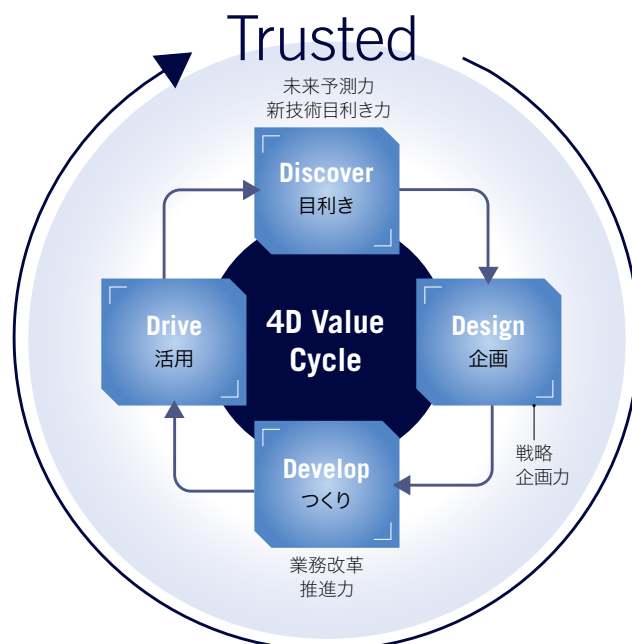 Trusted
未来予測力
新技術目利き力
Discover
目利き
Drive
活用
4D Value
Cycle
Design
企画
戦略
企画力
Develop
つくり
業務改革
推進力